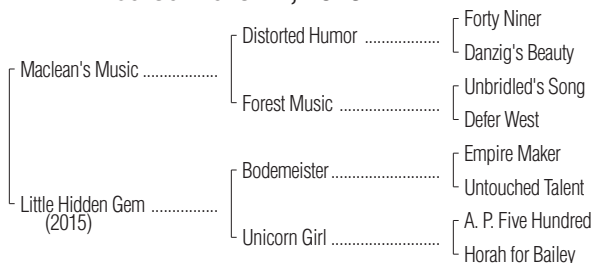 Forty Niner
Distorted Humor ..................
Danzig's Beauty
Maclean's Music ..................
Unbridled's Song
Forest Music ........................
Defer West
Empire Maker
Bodemeister ..........................
Untouched Talent
Little Hidden Gem ................
(2015)
A. P. Five Hundred
Unicorn Girl ..........................
Horah for Bailey